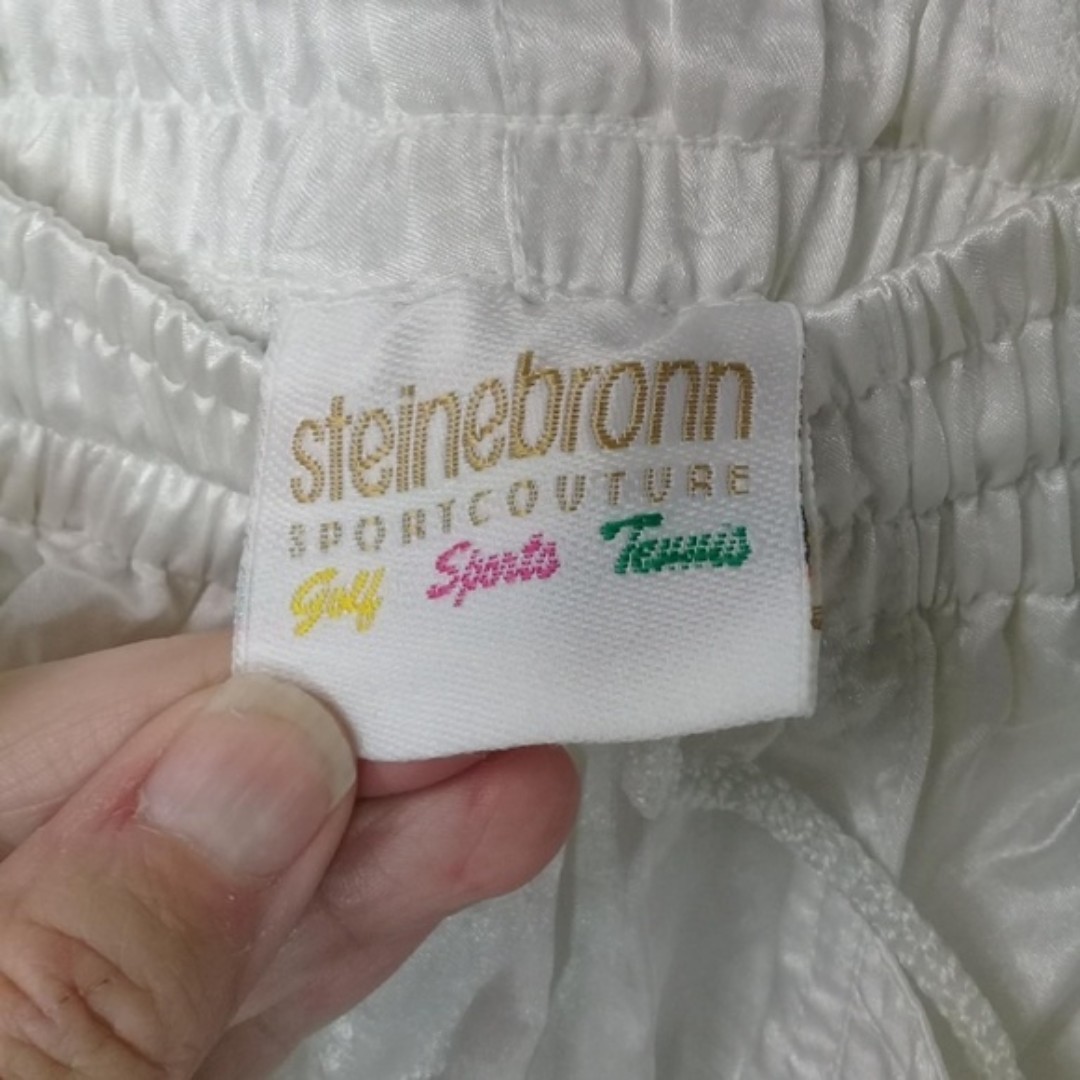 steinebronn
SPORTCOUTURE
Golf Sports Tennis